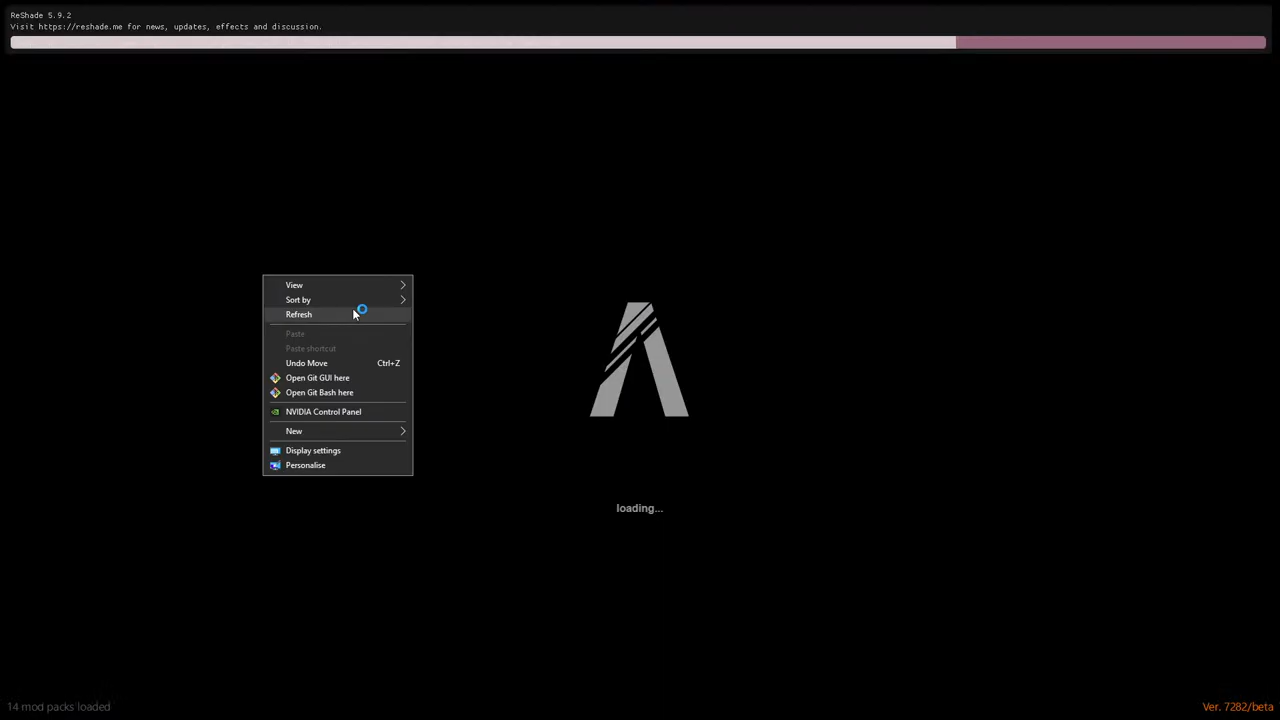 ReShade 5.9.2
Visit https://reshade.me for news, updates, effects and discussion.
View
Sort by
Refresh
Paste
Paste shortcut
Undo Move Ctrl+Z
Open Git GUI here
Open Git Bash here
NVIDIA Control Panel
New
Display settings
Personalise
loading...
14 mod packs loaded
Ver. 7282/beta